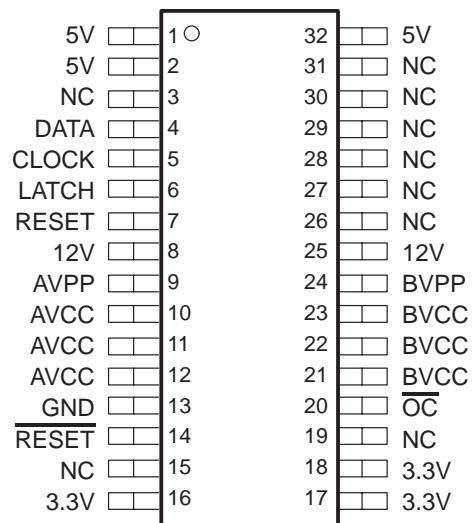 5V 1 32 5V
5V 2 31 NC
NC 3 30 NC
DATA 4 29 NC
CLOCK 5 28 NC
LATCH 6 27 NC
RESET 7 26 NC
12V 8 25 12V
AVPP 9 24 BVPP
AVCC 10 23 BVCC
AVCC 11 22 BVCC
AVCC 12 21 BVCC
GND 13 20 O̅C̅
R̅E̅S̅E̅T̅ 14 19 NC
NC 15 18 3.3V
3.3V 16 17 3.3V